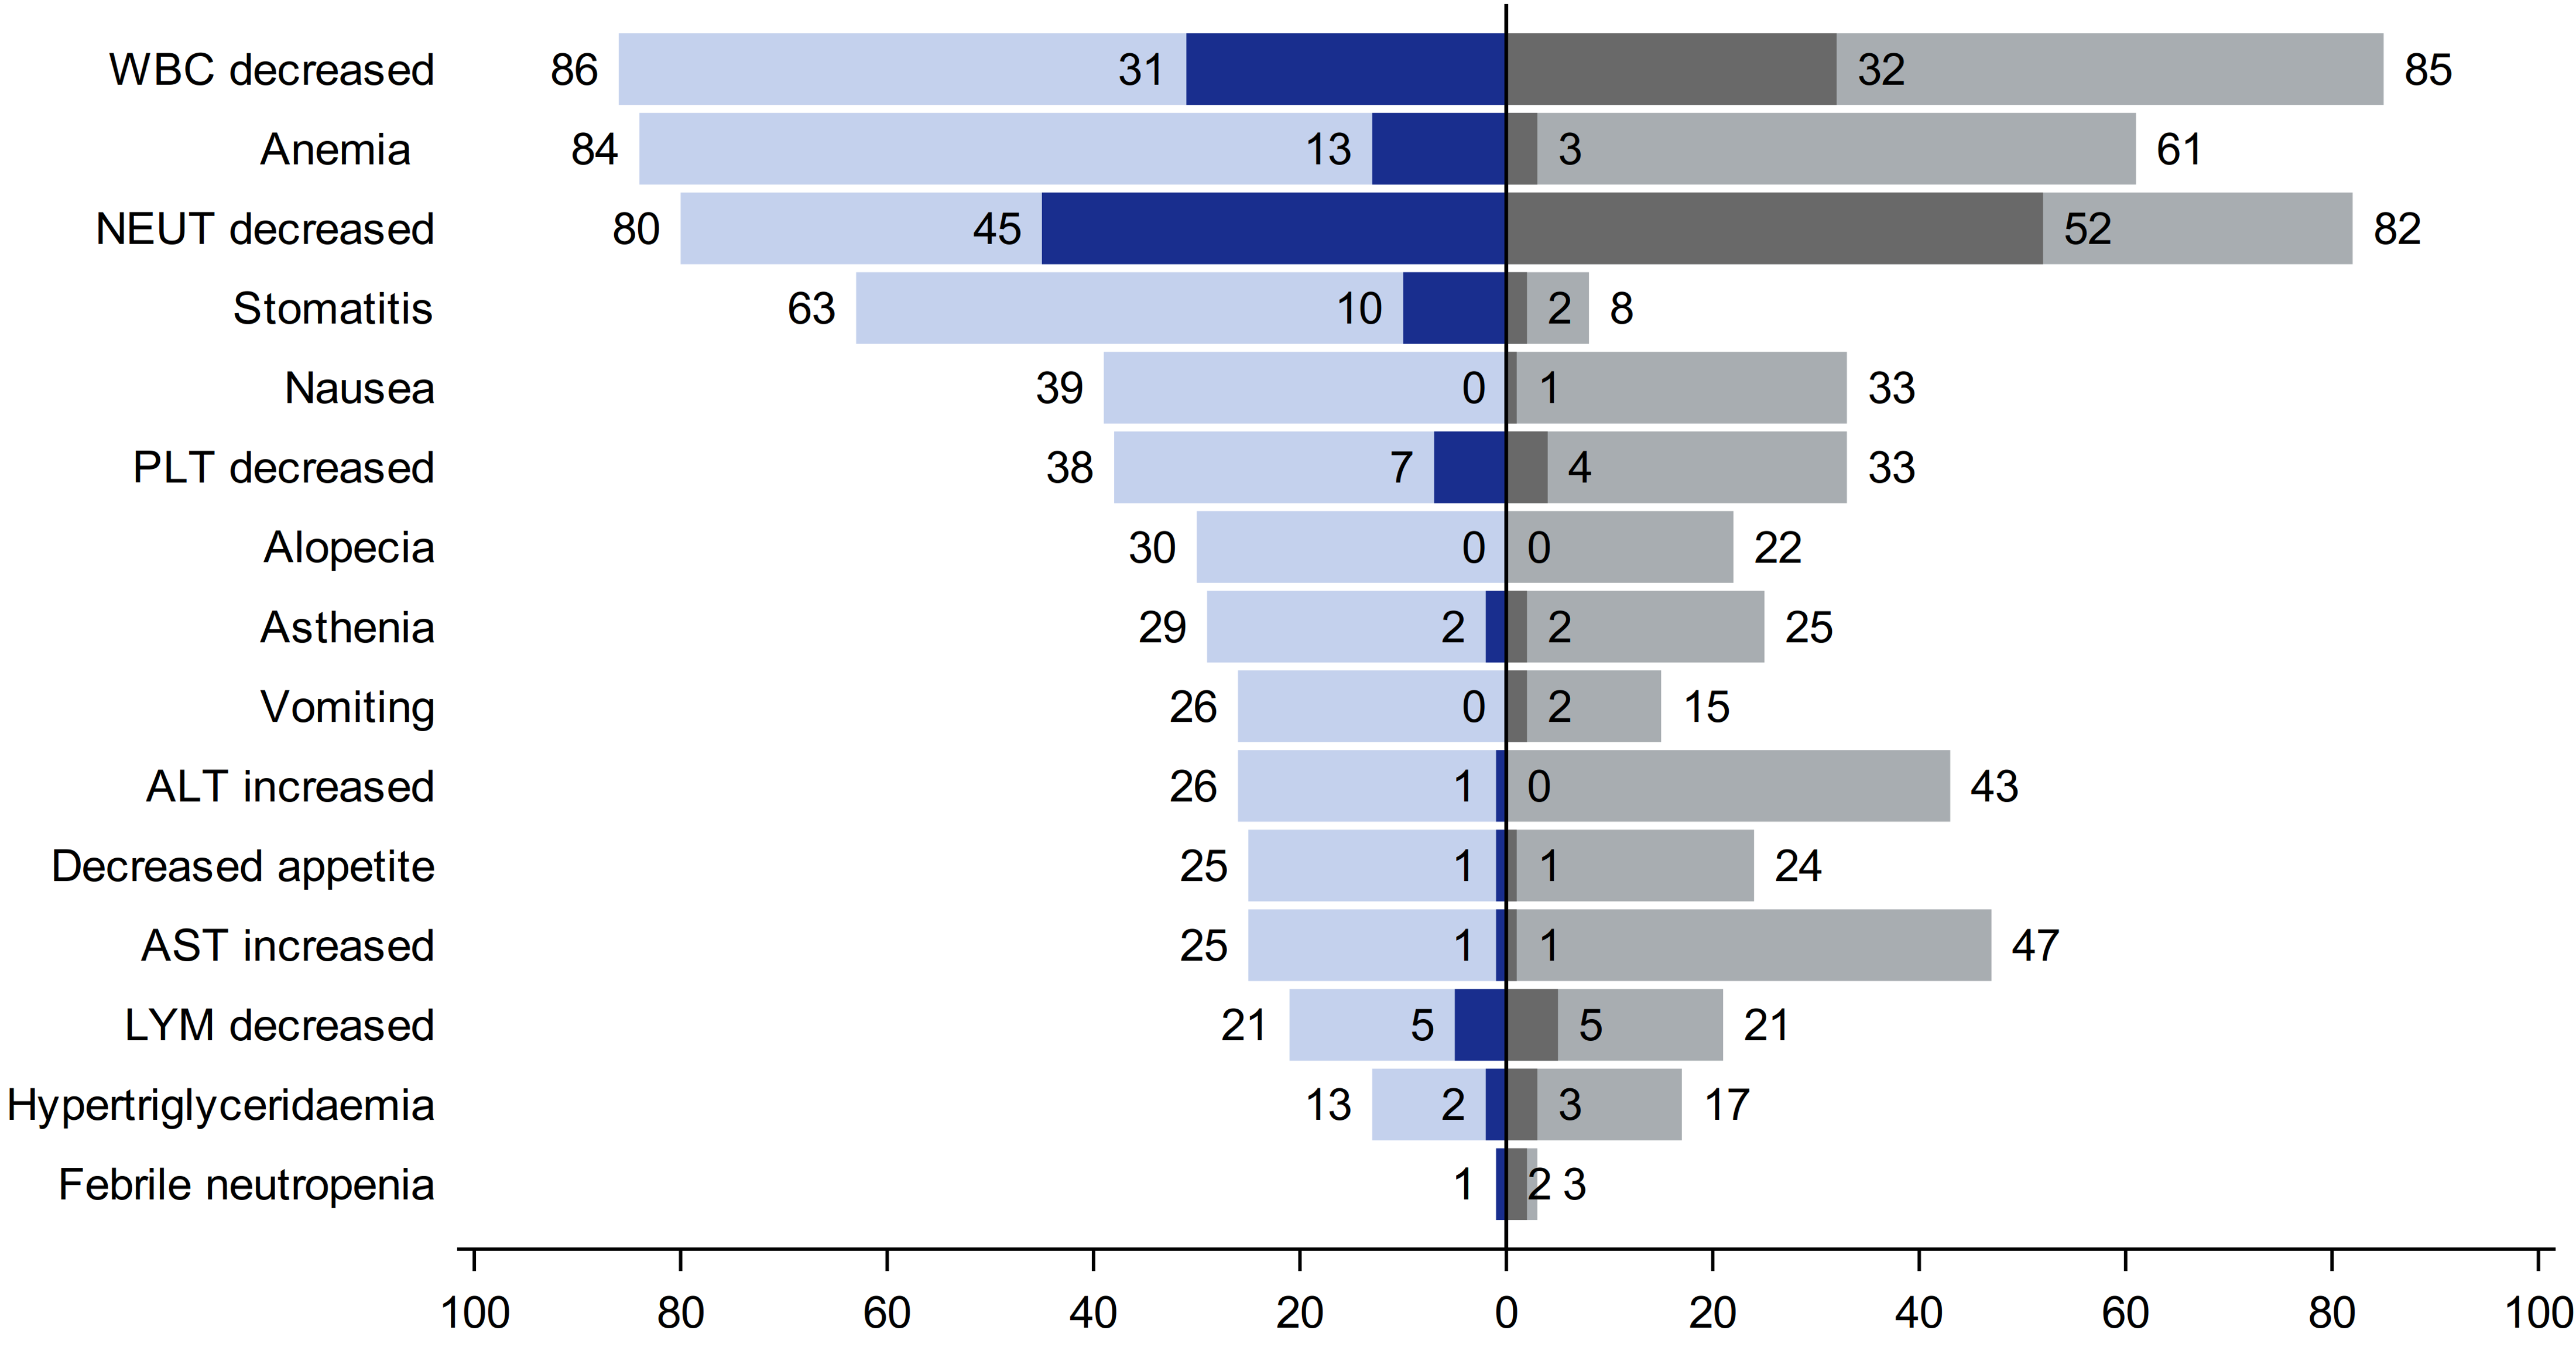 WBC decreased 86 31 32 85
Anemia 84 13 3 61
NEUT decreased 80 45 52 82
Stomatitis 63 10 2 8
Nausea 39 0 1 33
PLT decreased 38 7 4 33
Alopecia 30 0 0 22
Asthenia 29 2 2 25
Vomiting 26 0 2 15
ALT increased 26 1 0 43
Decreased appetite 25 1 1 24
AST increased 25 1 1 47
LYM decreased 21 5 5 21
Hypertriglyceridaemia 13 2 3 17
Febrile neutropenia 1 2 3
100 80 60 40 20 0 20 40 60 80 100